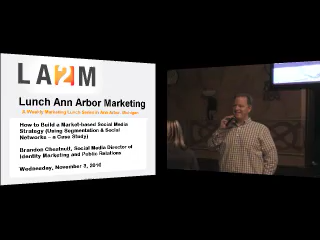 LA2M
Lunch Ann Arbor Marketing
A Weekly Marketing Lunch Series in Ann Arbor, Michigan
How to Build a Market-based Social Media
Strategy (Using Segmentation & Social
Networks – a Case Study)
Brandon Chestnutt, Social Media Director of
Identity Marketing and Public Relations
Wednesday, November 3, 2010